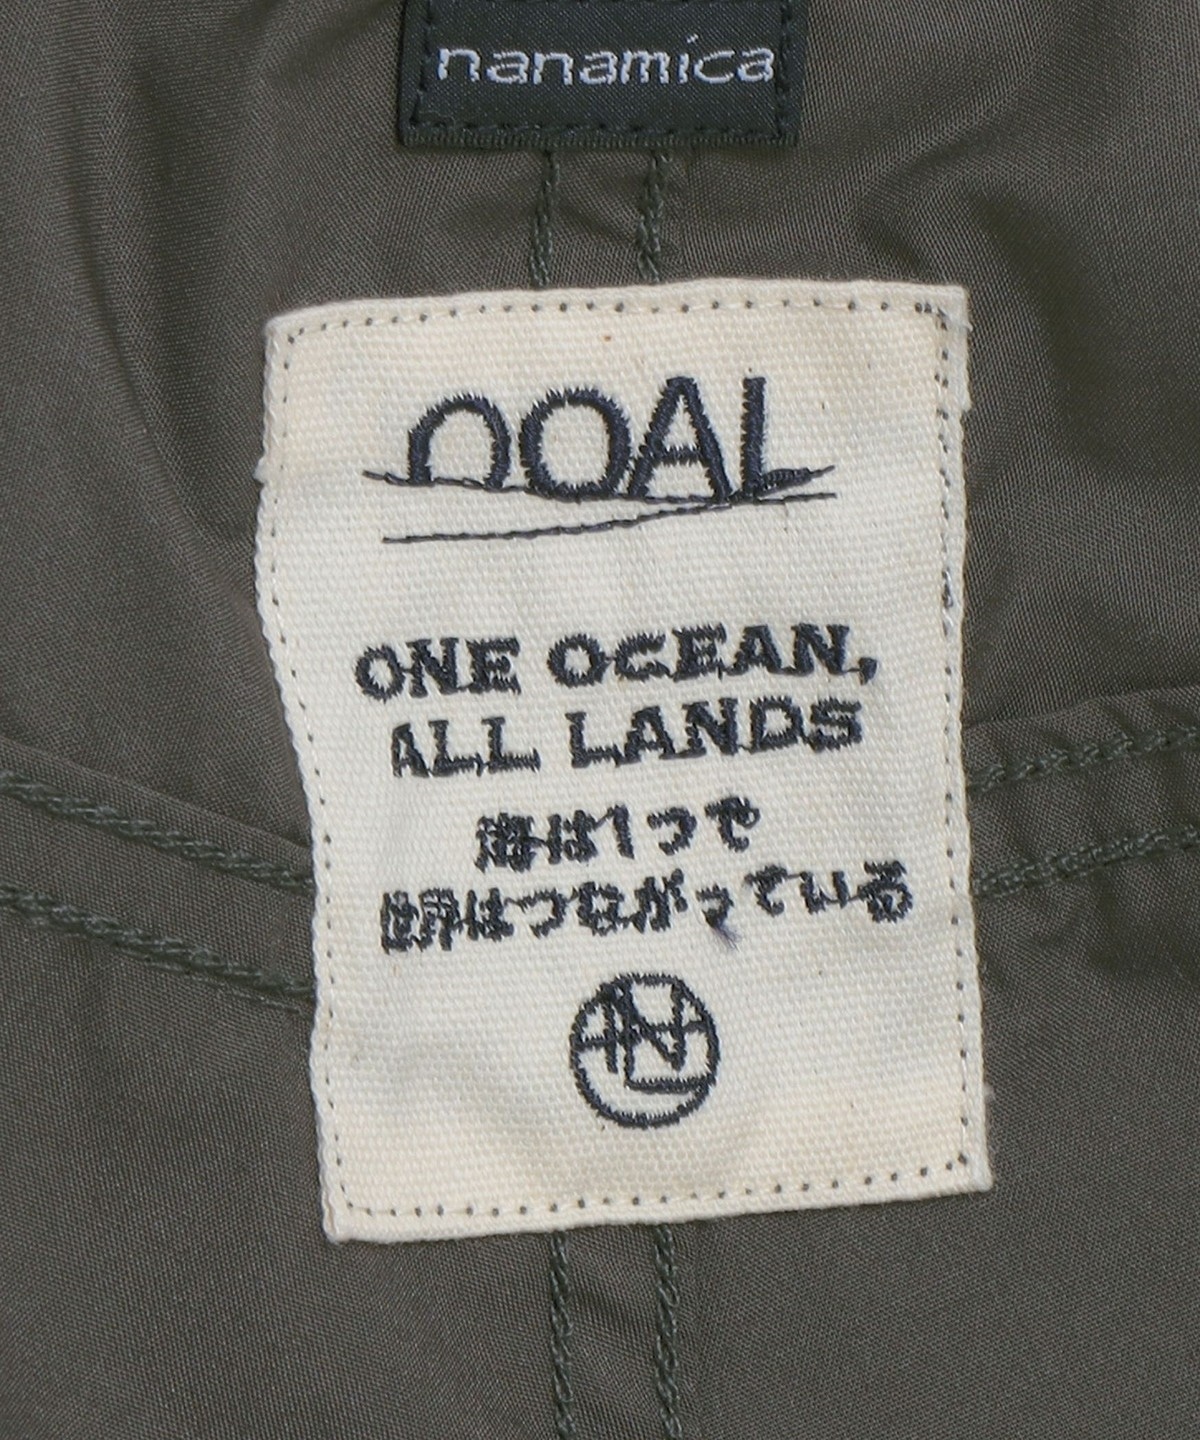 nanamica
nOAL
ONE OCEAN,
ALL LANDS
海は1つで
世界はつながっている